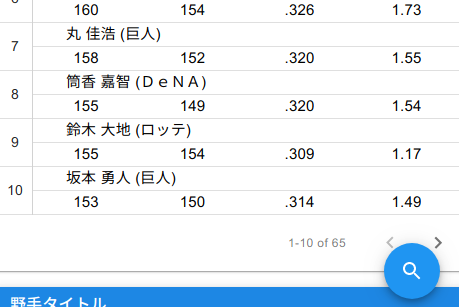 160 154 .326 1.73
7
丸 佳浩 (巨人)
158 152 .320 1.55
8
筒香 嘉智 (ＤｅＮＡ)
155 149 .320 1.54
9
鈴木 大地 (ロッテ)
155 154 .309 1.17
10
坂本 勇人 (巨人)
153 150 .314 1.49
1-10 of 65
野手タイトル